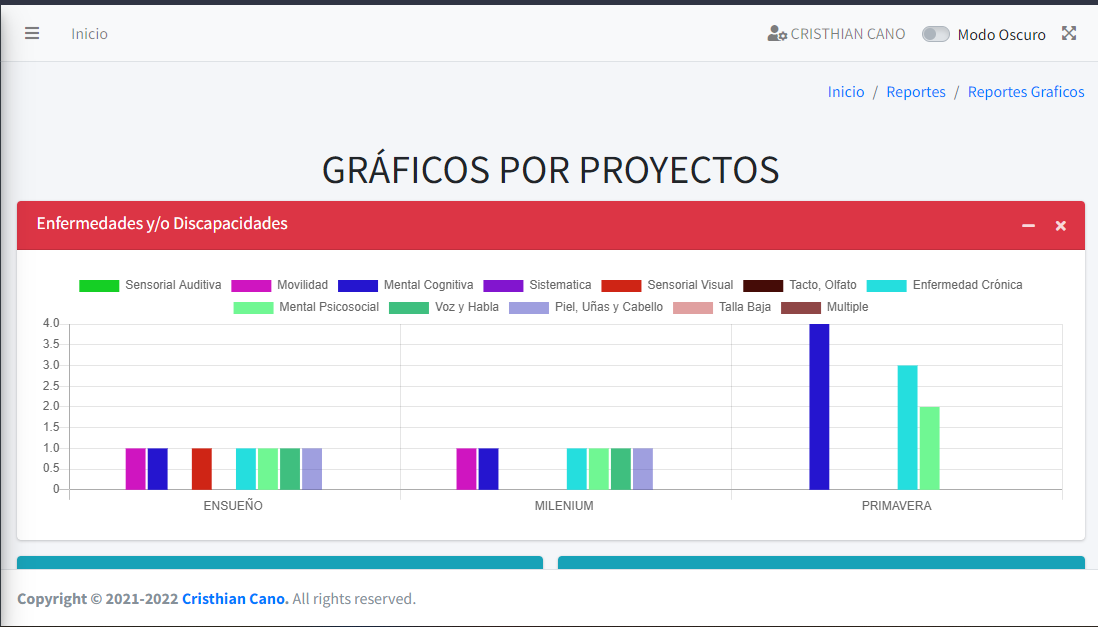 Inicio CRISTHIAN CANO Modo Oscuro
Inicio / Reportes / Reportes Graficos
GRÁFICOS POR PROYECTOS
Enfermedades y/o Discapacidades
Sensorial Auditiva Movilidad Mental Cognitiva Sistematica Sensorial Visual Tacto, Olfato Enfermedad Crónica
Mental Psicosocial Voz y Habla Piel, Uñas y Cabello Talla Baja Multiple
4.0
3.5
3.0
2.5
2.0
1.5
1.0
0.5
0
ENSUEÑO MILENIUM PRIMAVERA
Copyright © 2021-2022 Cristhian Cano. All rights reserved.